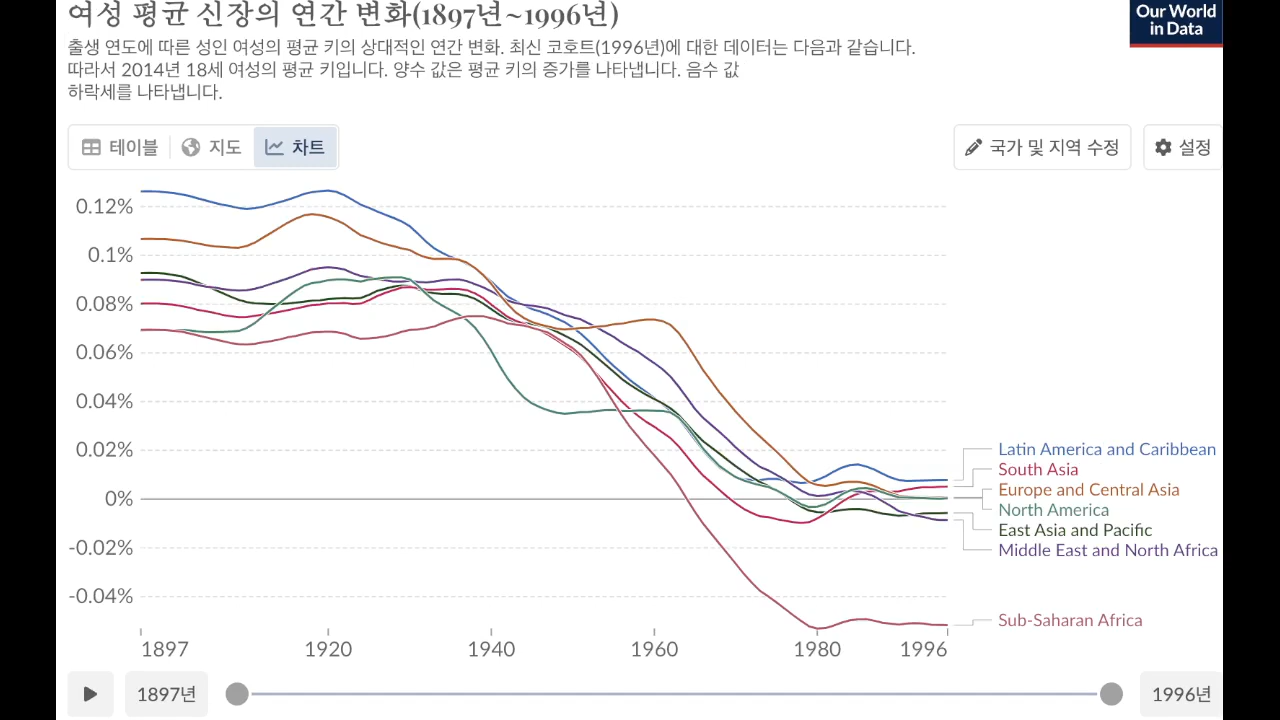 여성 평균 신장의 연간 변화(1897년~1996년)
Our World
in Data
출생 연도에 따른 성인 여성의 평균 키의 상대적인 연간 변화. 최신 코호트(1996년)에 대한 데이터는 다음과 같습니다.
따라서 2014년 18세 여성의 평균 키입니다. 양수 값은 평균 키의 증가를 나타냅니다. 음수 값
하락세를 나타냅니다.
테이블 지도 차트 국가 및 지역 수정 설정
0.12%
0.1%
0.08%
0.06%
0.04%
0.02%
0%
-0.02%
-0.04%
Latin America and Caribbean
South Asia
Europe and Central Asia
North America
East Asia and Pacific
Middle East and North Africa
Sub-Saharan Africa
1897 1920 1940 1960 1980 1996
1897년 1996년